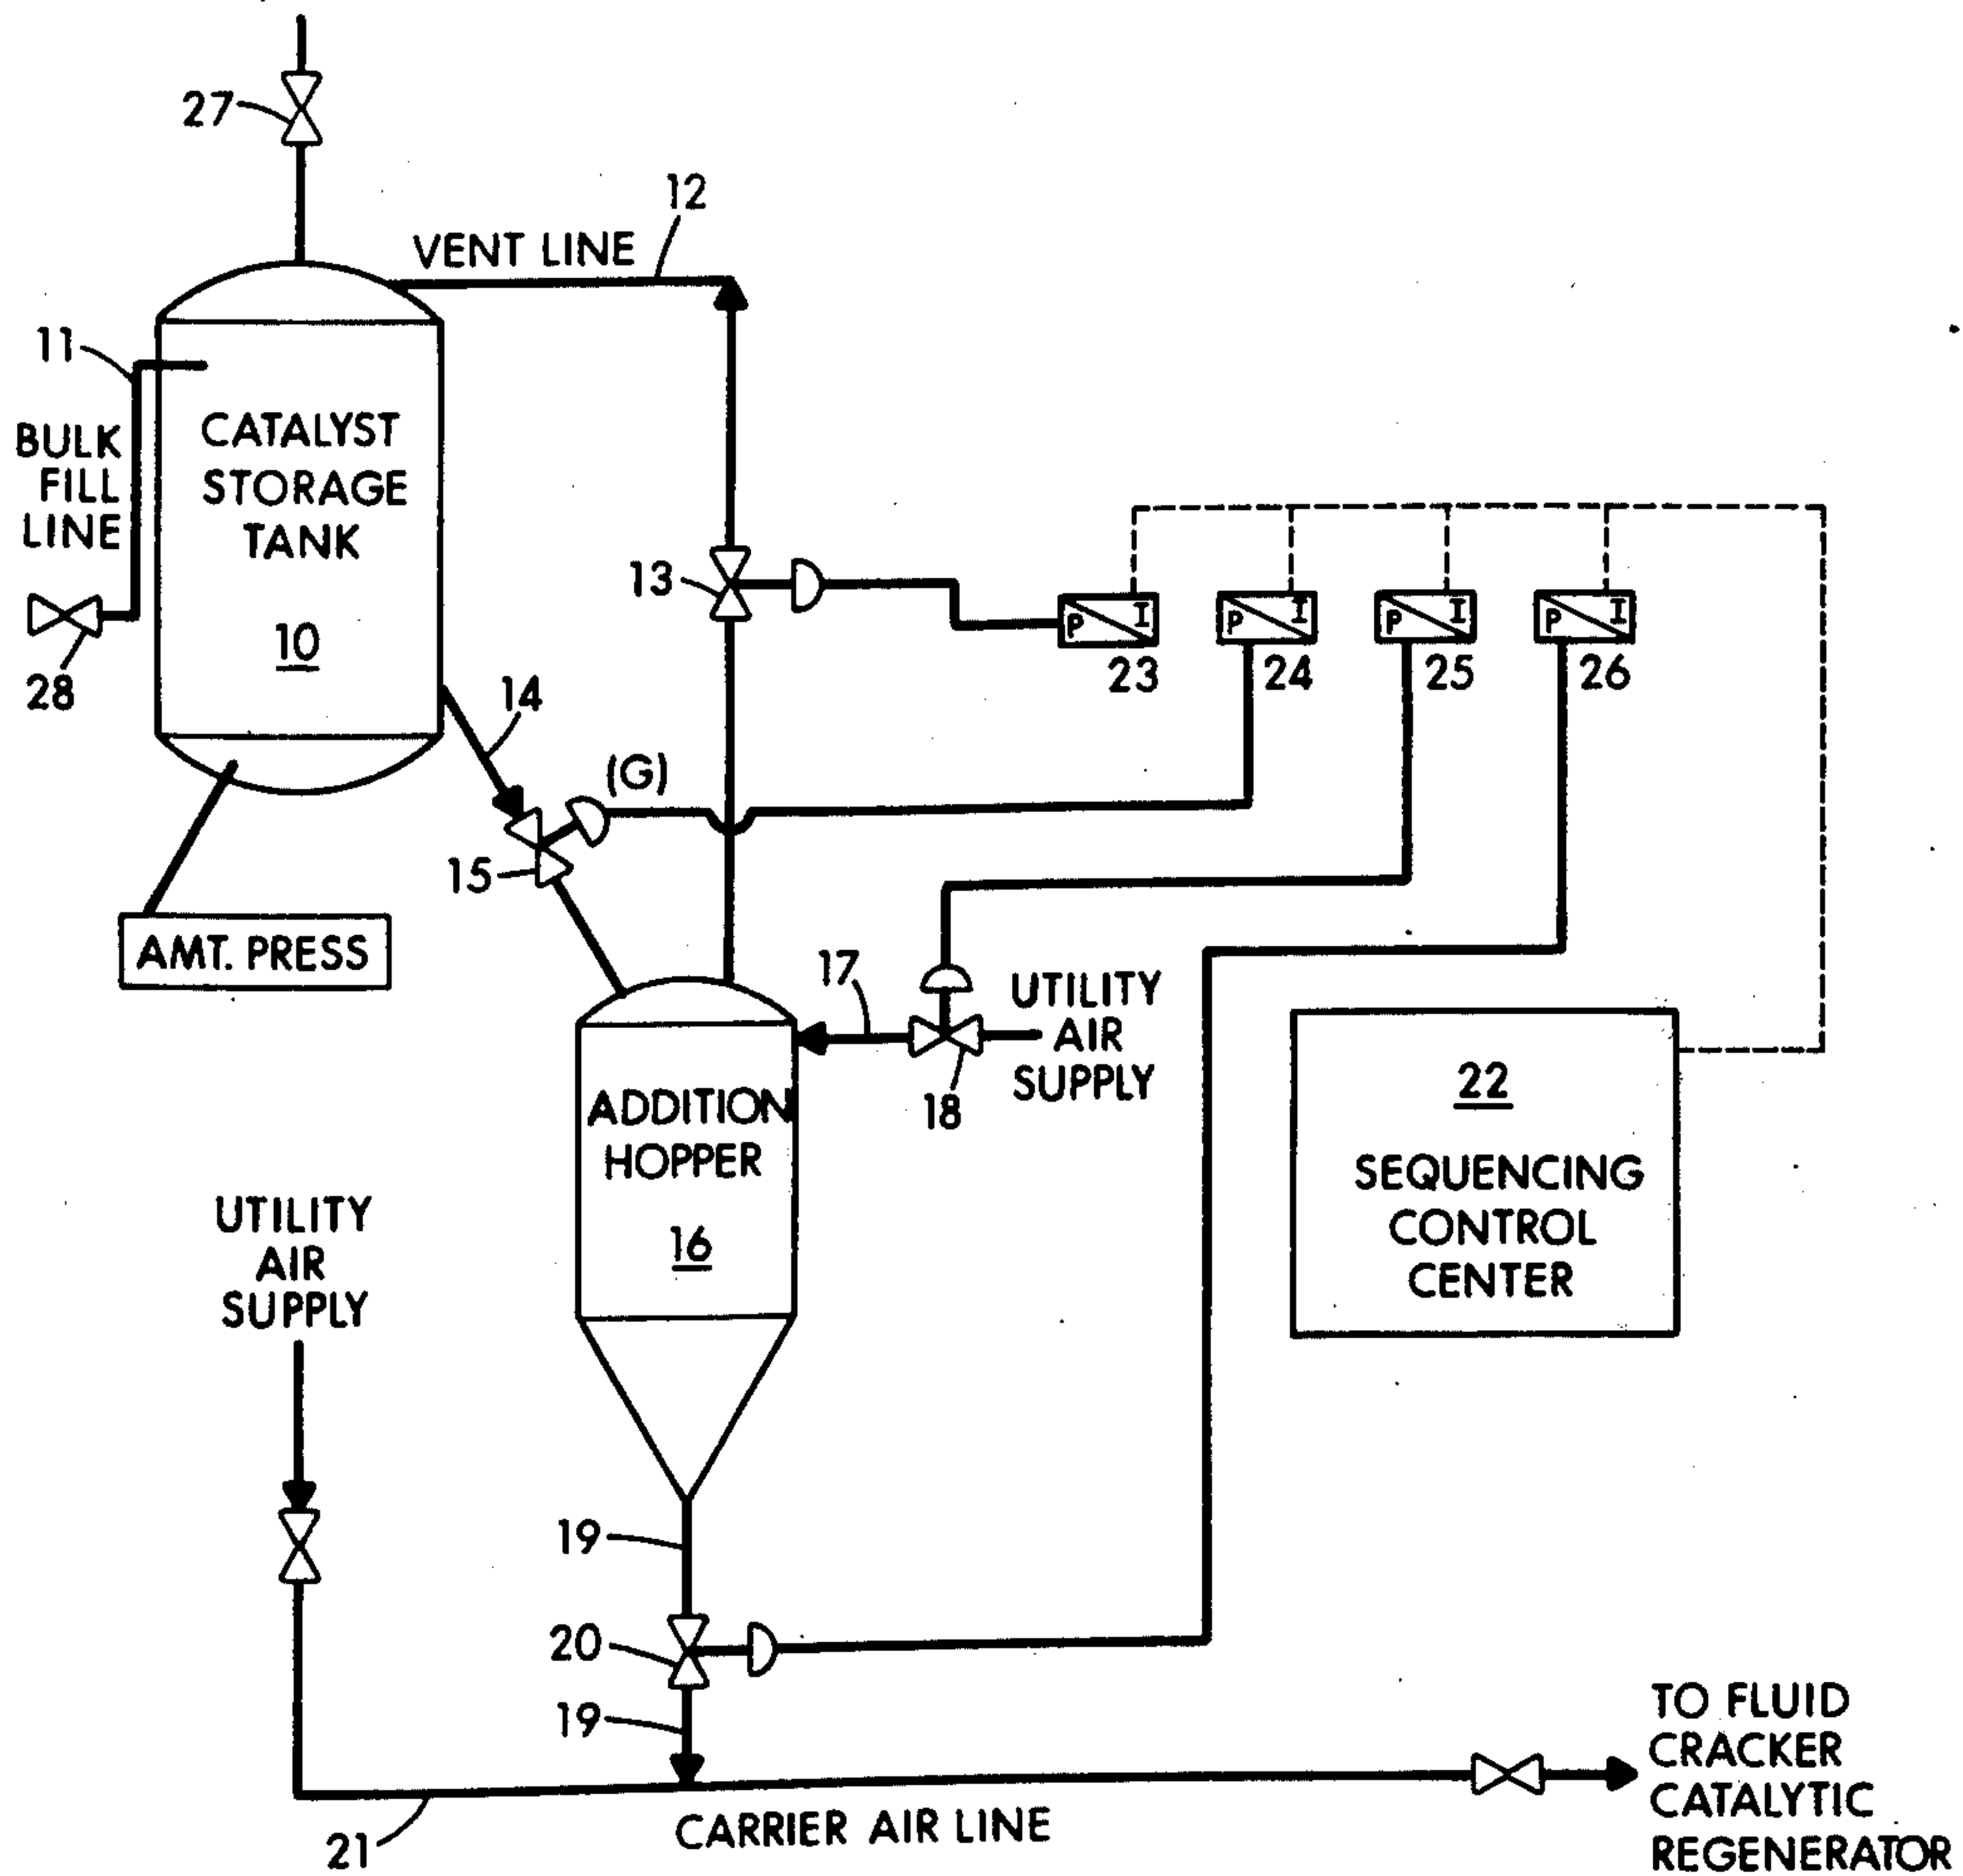 27
12
VENT LINE
11
BULK
FILL
LINE
CATALYST
STORAGE
TANK
10
28
13
P I
23
P I
24
P I
25
P I
26
14
(G)
15
AMT. PRESS
17
UTILITY
AIR
SUPPLY
18
ADDITION
HOPPER
16
22
SEQUENCING
CONTROL
CENTER
UTILITY
AIR
SUPPLY
19
20
19
21
CARRIER AIR LINE
TO FLUID
CRACKER
CATALYTIC
REGENERATOR